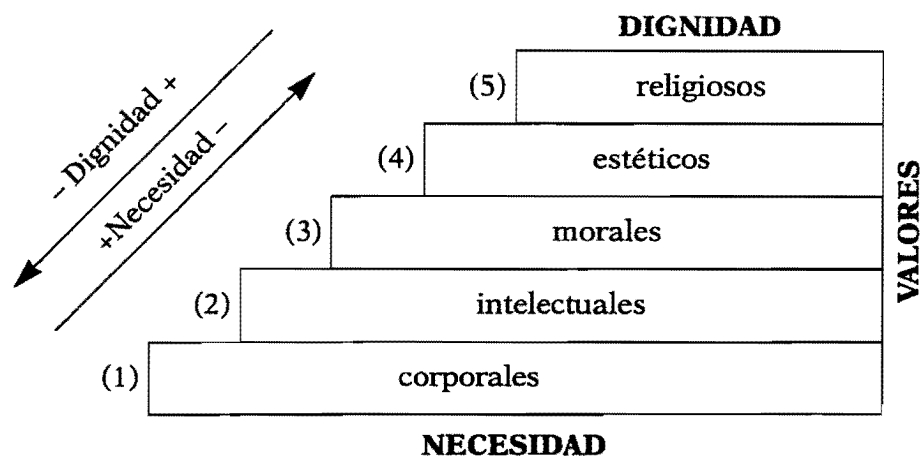 DIGNIDAD
(5) religiosos
(4) estéticos
(3) morales
(2) intelectuales
(1) corporales
NECESIDAD
VALORES
– Dignidad +
+Necesidad –